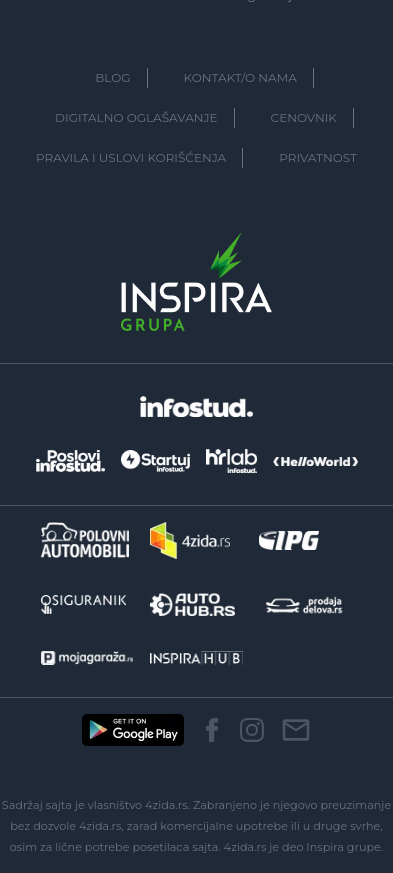 BLOG
KONTAKT/O NAMA
DIGITALNO OGLAŠAVANJE
CENOVNIK
PRAVILA I USLOVI KORIŠĆENJA
PRIVATNOST
INSPIRA
GRUPA
infostud.
Poslovi
infostud.
Startuj
infostud.
hrlab
infostud.
HelloWorld
POLOVNI
AUTOMOBILI
4zida.rs
IPG
OSIGURANIK
AUTO
HUB.RS
prodaja
delova.rs
mojagaraža.rs
INSPIRA HUB
GET IT ON
Google Play
Sadržaj sajta je vlasništvo 4zida.rs. Zabranjeno je njegovo preuzimanje
bez dozvole 4zida.rs, zarad komercijalne upotrebe ili u druge svrhe,
osim za lične potrebe posetilaca sajta. 4zida.rs je deo Inspira grupe.